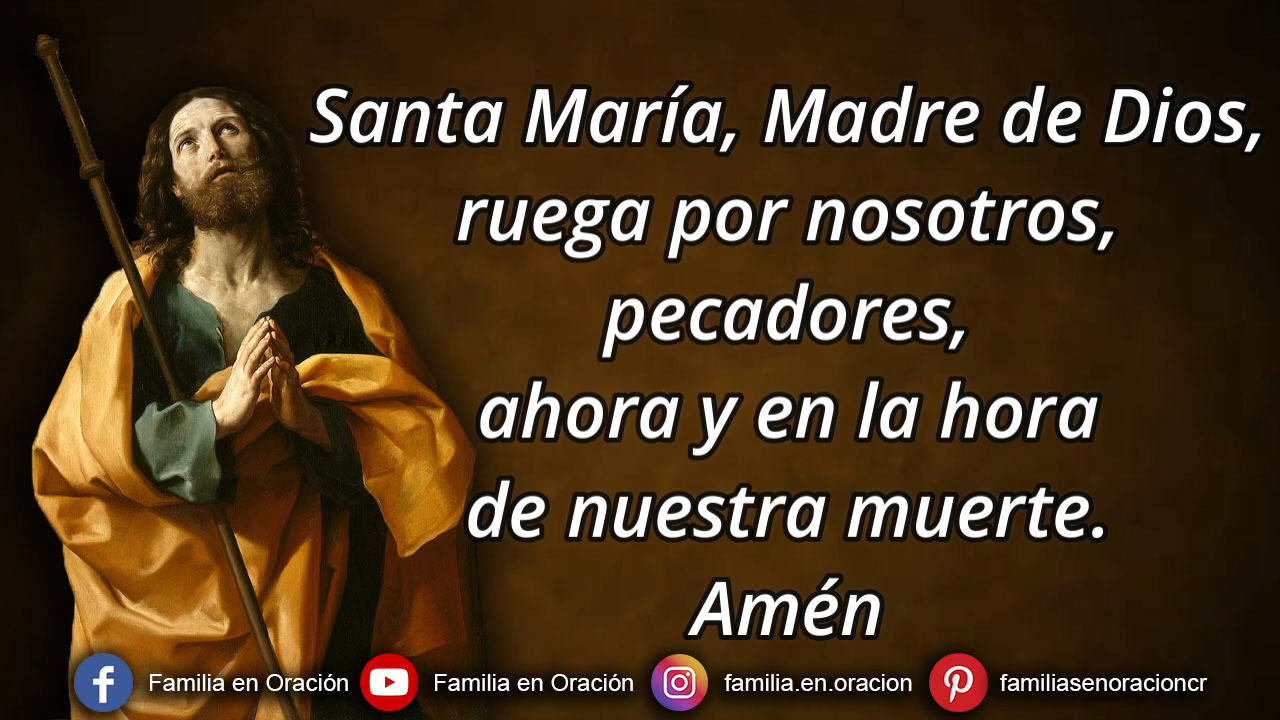 Santa María, Madre de Dios,
ruega por nosotros,
pecadores,
ahora y en la hora
de nuestra muerte.
Amén
Familia en Oración Familia en Oración familia.en.oracion familiasenoracioncr